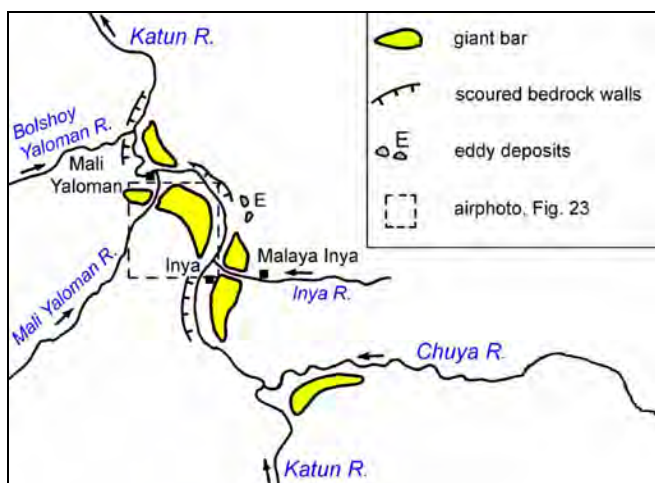 Katun R.
Bolshoy
Yaloman R.
Mali
Yaloman
E
Malaya Inya
Inya
Inya R.
Mali Yaloman R.
Chuya R.
Katun R.
giant bar
scoured bedrock walls
E
eddy deposits
airphoto, Fig. 23